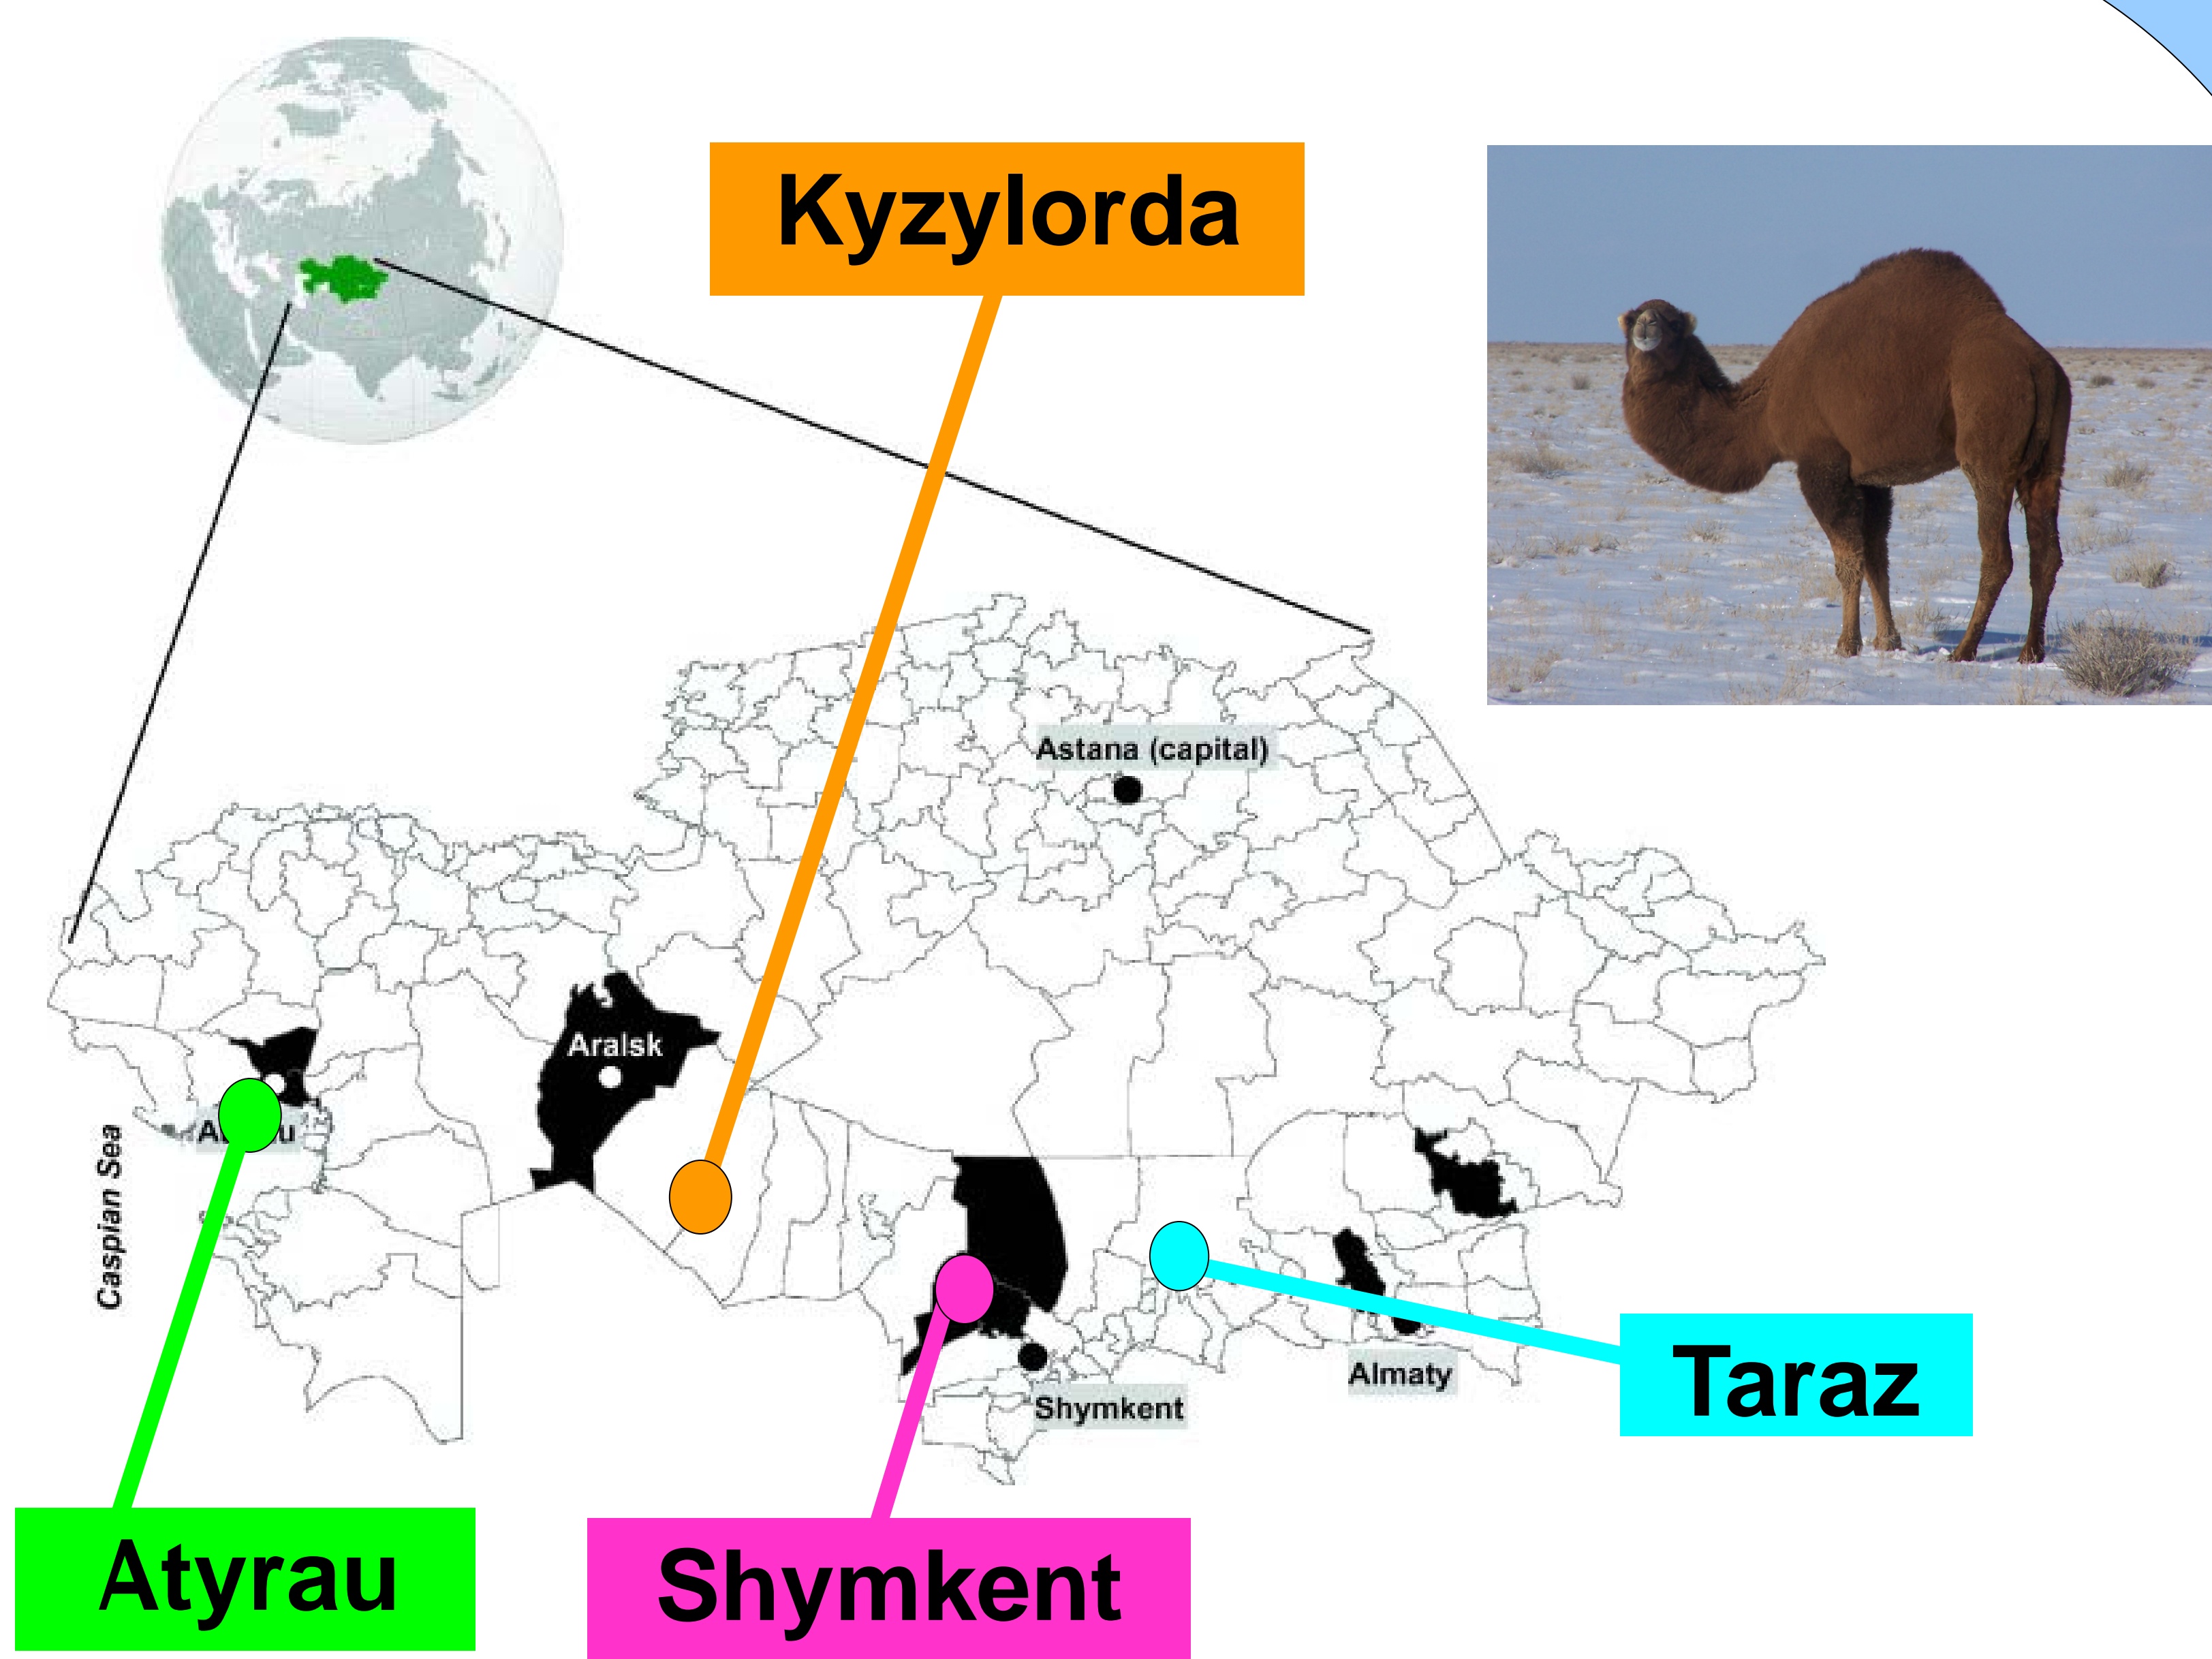 Kyzylorda
Astana (capital)
Aralsk
Caspian Sea
Shymkent
Almaty
Taraz
Atyrau
Shymkent